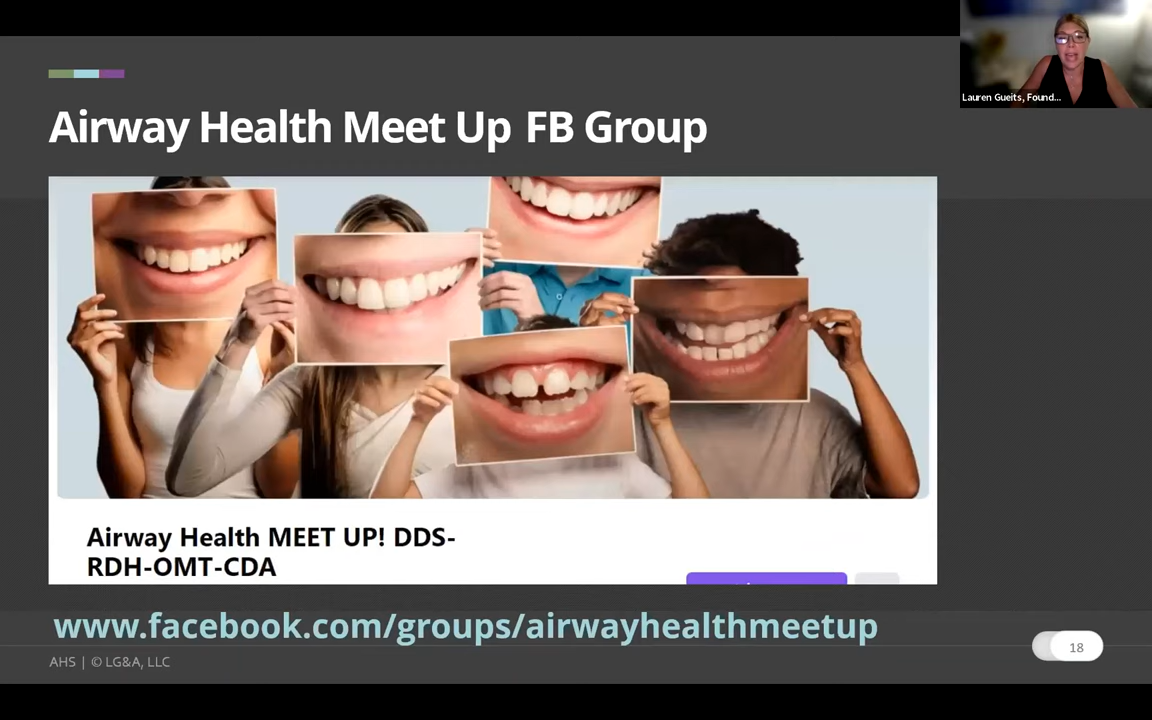 Lauren Gueits, Found...
Airway Health Meet Up FB Group
Airway Health MEET UP! DDS-
RDH-OMT-CDA
www.facebook.com/groups/airwayhealthmeetup
AHS | © LG&A, LLC
18